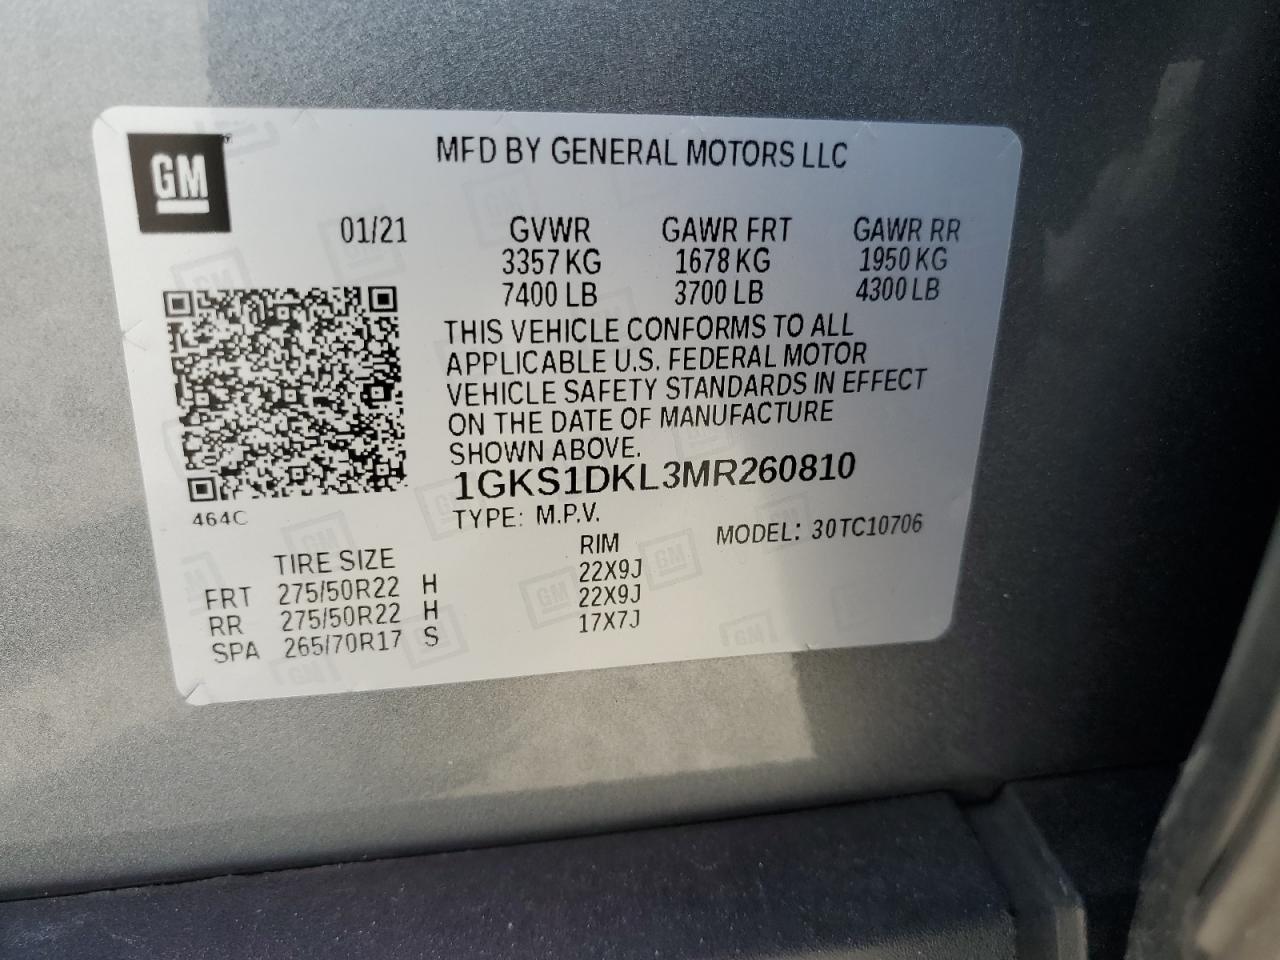 GM
MFD BY GENERAL MOTORS LLC
01/21 GVWR GAWR FRT GAWR RR
3357 KG 1678 KG 1950 KG
7400 LB 3700 LB 4300 LB
THIS VEHICLE CONFORMS TO ALL
APPLICABLE U.S. FEDERAL MOTOR
VEHICLE SAFETY STANDARDS IN EFFECT
ON THE DATE OF MANUFACTURE
SHOWN ABOVE.
1GKS1DKL3MR260810
464C
TYPE: M.P.V. MODEL: 30TC10706
TIRE SIZE RIM
FRT 275/50R22 H 22X9J
RR 275/50R22 H 22X9J
SPA 265/70R17 S 17X7J